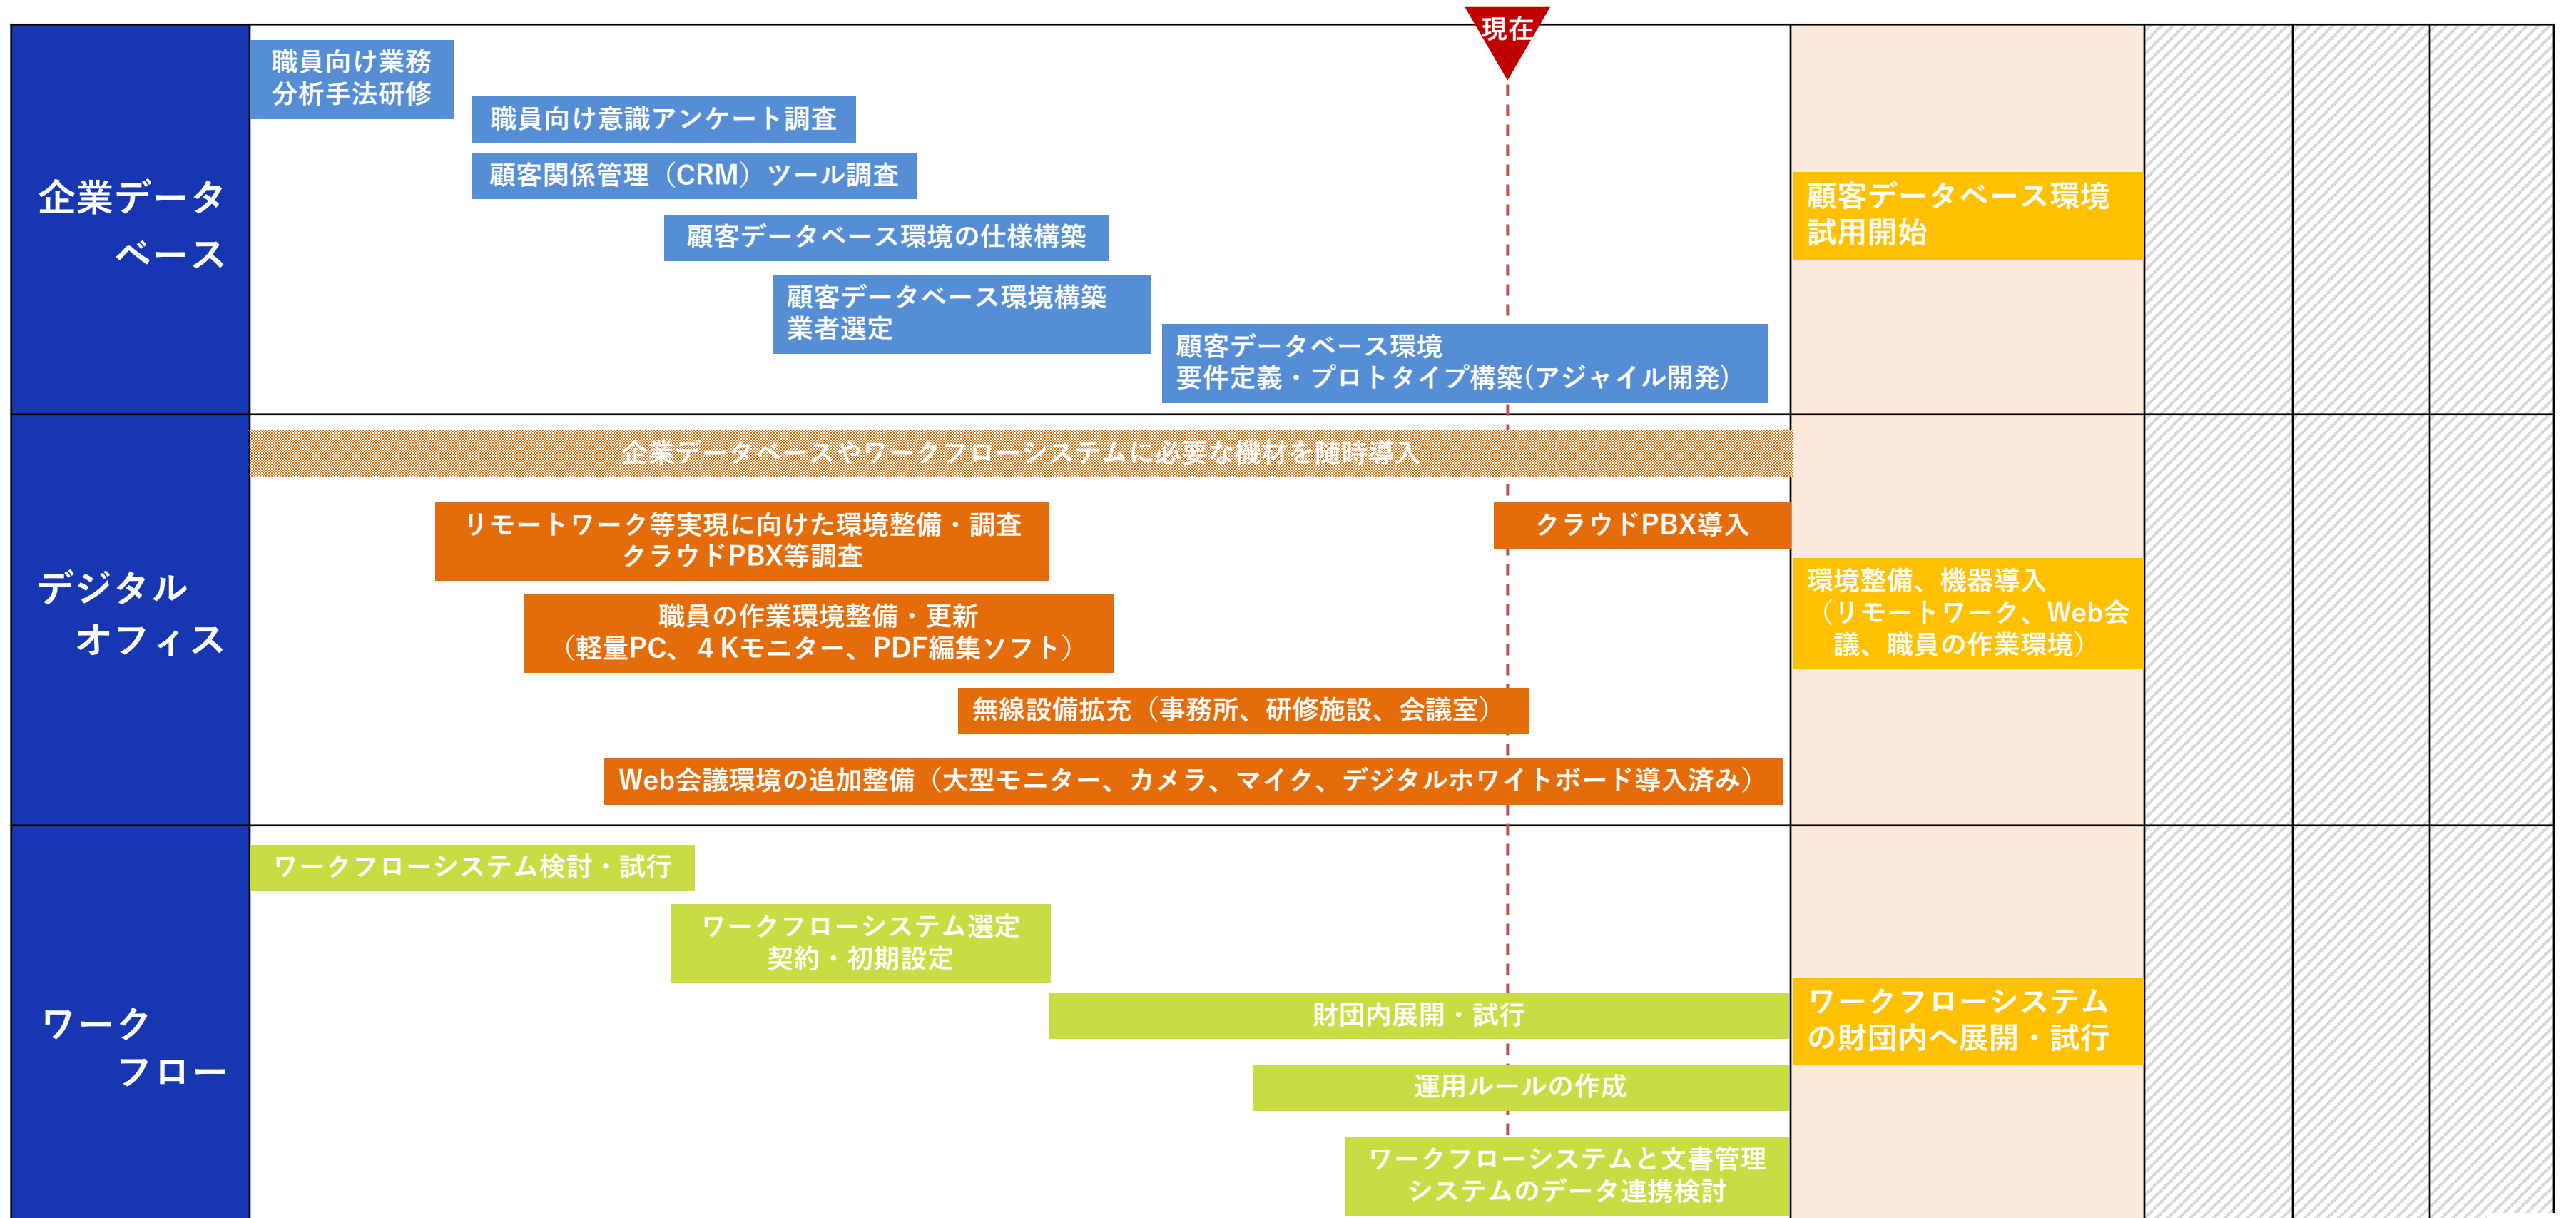 現在
企業データ
ベース
職員向け業務
分析手法研修
職員向け意識アンケート調査
顧客関係管理（CRM）ツール調査
顧客データベース環境の仕様構築
顧客データベース環境構築
業者選定
顧客データベース環境
要件定義・プロトタイプ構築(アジャイル開発)
顧客データベース環境
試用開始
デジタル
オフィス
企業データベースやワークフローシステムに必要な機材を随時導入
リモートワーク等実現に向けた環境整備・調査
クラウドPBX等調査
クラウドPBX導入
職員の作業環境整備・更新
（軽量PC、４Kモニター、PDF編集ソフト）
無線設備拡充（事務所、研修施設、会議室）
Web会議環境の追加整備（大型モニター、カメラ、マイク、デジタルホワイトボード導入済み）
環境整備、機器導入
（リモートワーク、Web会
議、職員の作業環境）
ワーク
フロー
ワークフローシステム検討・試行
ワークフローシステム選定
契約・初期設定
財団内展開・試行
運用ルールの作成
ワークフローシステムと文書管理
システムのデータ連携検討
ワークフローシステム
の財団内へ展開・試行